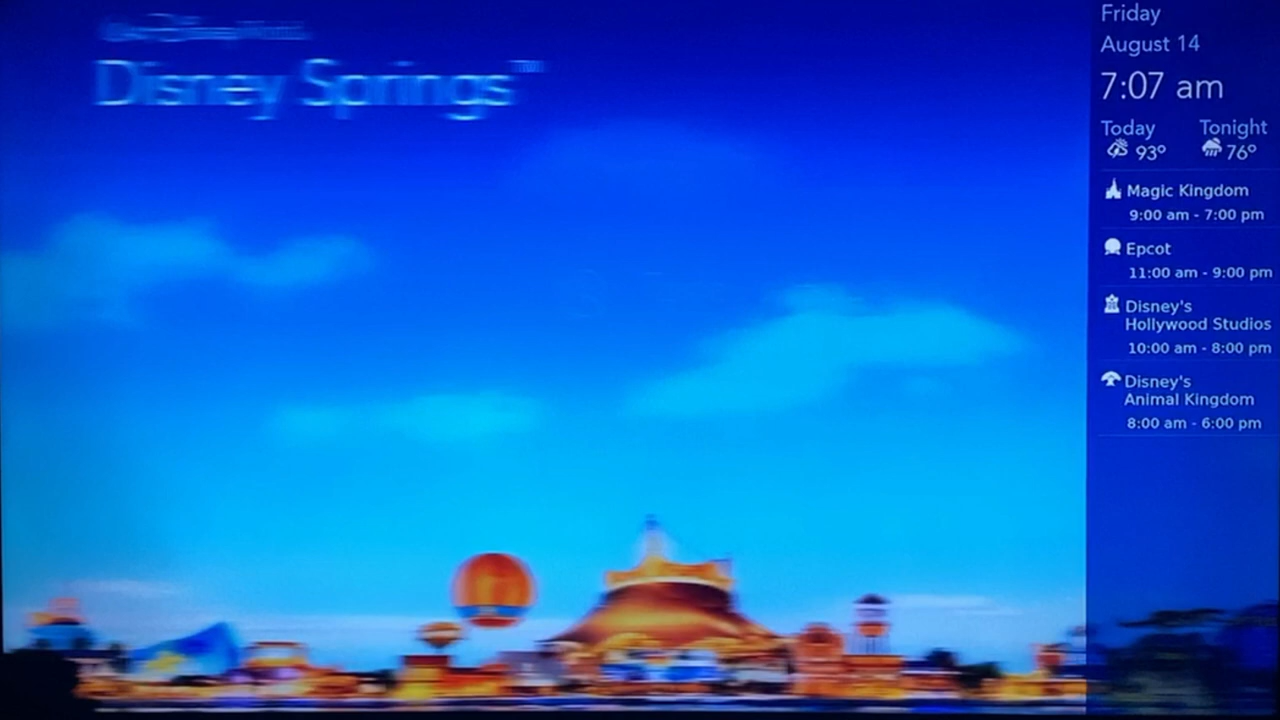 Disney Springs
Friday
August 14
7:07 am
Today Tonight
93° 76°
Magic Kingdom
9:00 am - 7:00 pm
Epcot
11:00 am - 9:00 pm
Disney's
Hollywood Studios
10:00 am - 8:00 pm
Disney's
Animal Kingdom
8:00 am - 6:00 pm